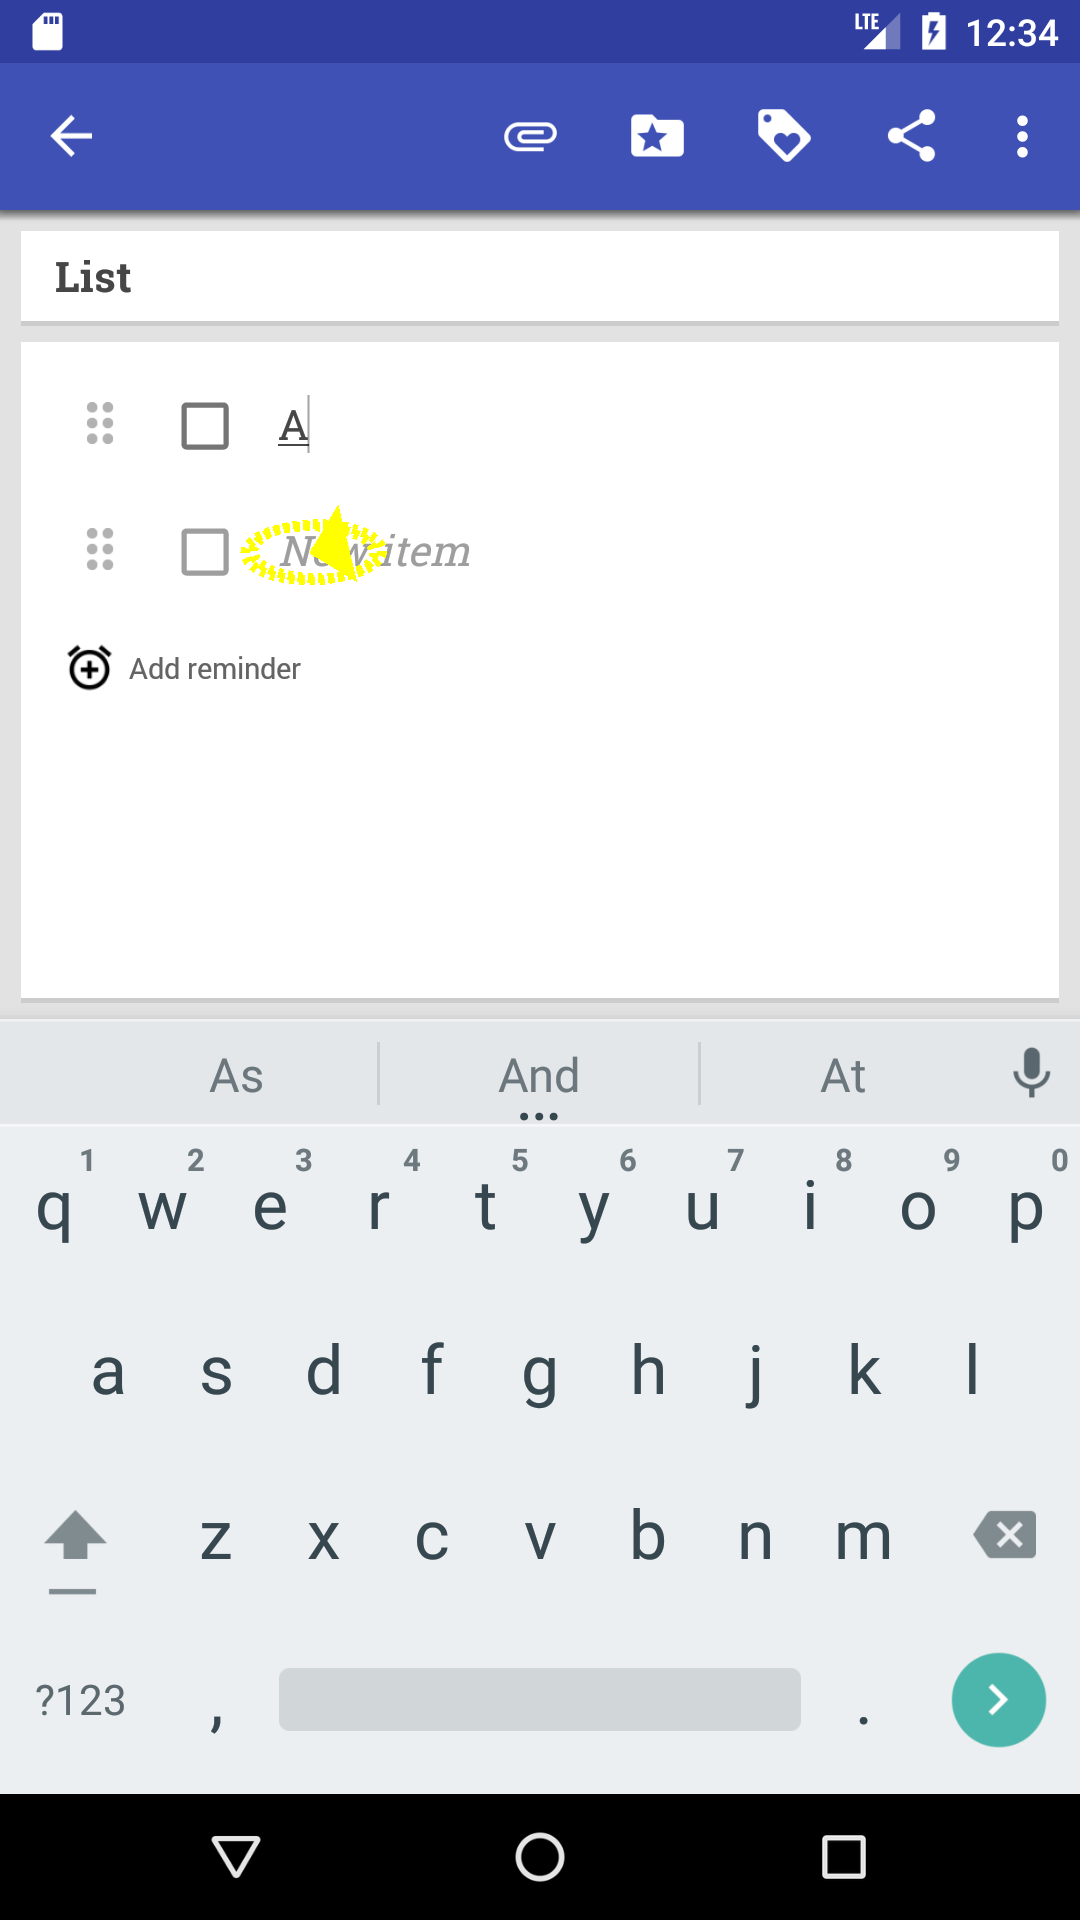 LTE 12:34
List
A
New item
Add reminder
As And At
1 2 3 4 5 6 7 8 9 0
q w e r t y u i o p
a s d f g h j k l
z x c v b n m
?123 , .